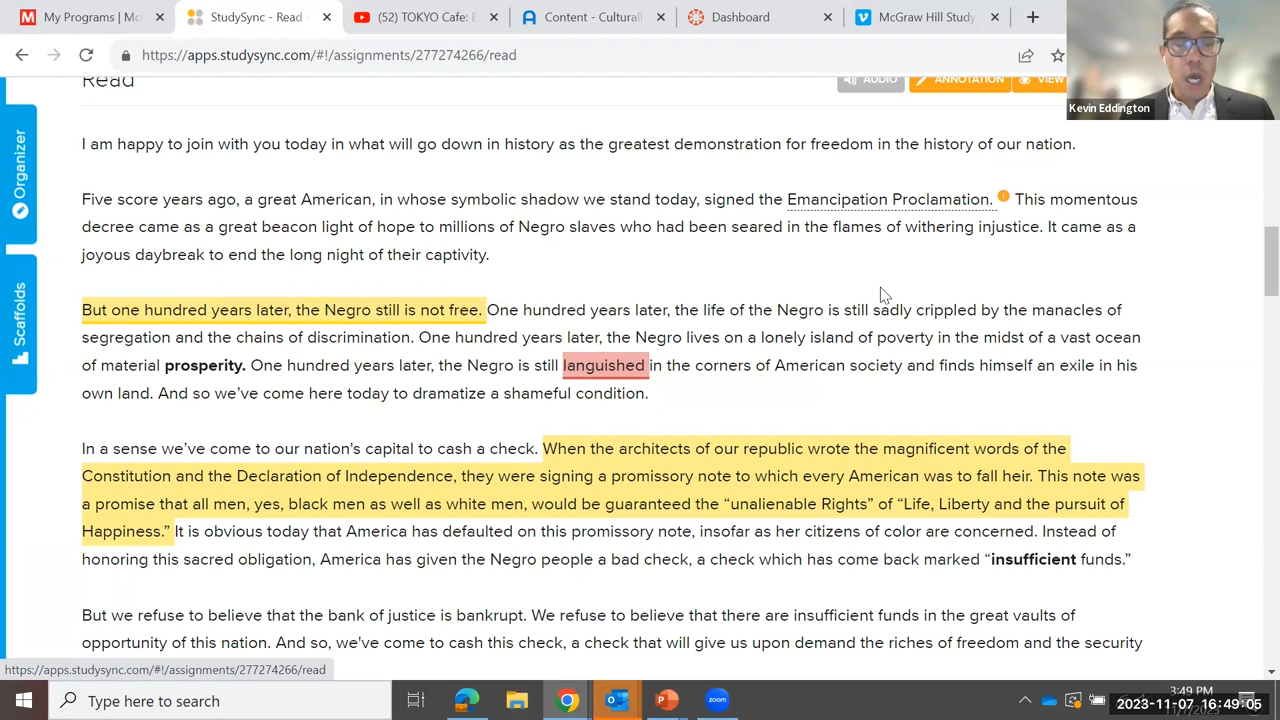 My Programs | Mc
StudySync - Read -
(52) TOKYO Cafe: B
Content - Culturall
Dashboard
McGraw Hill Study
https://apps.studysync.com/#!/assignments/277274266/read
Kevin Eddington
Read
AUDIO
ANNOTATION
VIEW
Organizer
Scaffolds
I am happy to join with you today in what will go down in history as the greatest demonstration for freedom in the history of our nation.
Five score years ago, a great American, in whose symbolic shadow we stand today, signed the Emancipation Proclamation. This momentous
decree came as a great beacon light of hope to millions of Negro slaves who had been seared in the flames of withering injustice. It came as a
joyous daybreak to end the long night of their captivity.
But one hundred years later, the Negro still is not free. One hundred years later, the life of the Negro is still sadly crippled by the manacles of
segregation and the chains of discrimination. One hundred years later, the Negro lives on a lonely island of poverty in the midst of a vast ocean
of material prosperity. One hundred years later, the Negro is still languished in the corners of American society and finds himself an exile in his
own land. And so we've come here today to dramatize a shameful condition.
In a sense we've come to our nation's capital to cash a check. When the architects of our republic wrote the magnificent words of the
Constitution and the Declaration of Independence, they were signing a promissory note to which every American was to fall heir. This note was
a promise that all men, yes, black men as well as white men, would be guaranteed the “unalienable Rights” of “Life, Liberty and the pursuit of
Happiness.” It is obvious today that America has defaulted on this promissory note, insofar as her citizens of color are concerned. Instead of
honoring this sacred obligation, America has given the Negro people a bad check, a check which has come back marked “insufficient funds.”
But we refuse to believe that the bank of justice is bankrupt. We refuse to believe that there are insufficient funds in the great vaults of
opportunity of this nation. And so, we've come to cash this check, a check that will give us upon demand the riches of freedom and the security
https://apps.studysync.com/#!/assignments/277274266/read
Type here to search
zoom
3:49 PM
2023-11-07 16:49:05